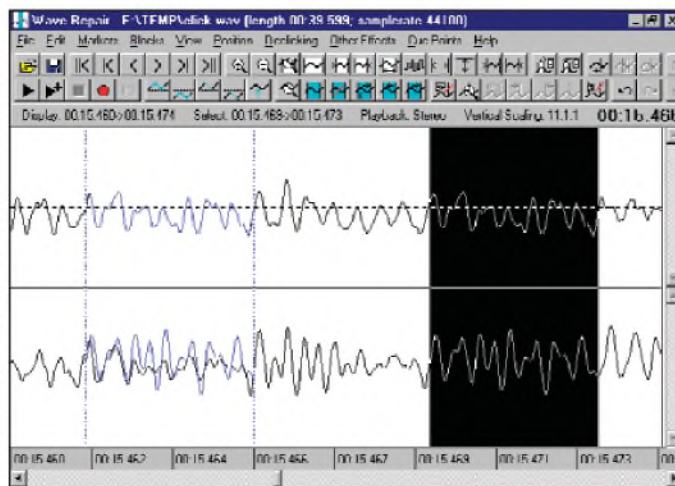 Wave Repair - E:\TEMP\click.wav (length 00:39.599; samplerate 44100)
File Edit Markers Blocks View Position Declicking Other Effects Cue Points Help
Display: 00:15.460->00:15.474 Select: 00:15.468->00:15.473 Playback: Stereo Vertical Scaling: 1:1.1 00:15.468
00:15.460 00:15.462 00:15.464 00:15.466 00:15.467 00:15.469 00:15.471 00:15.473